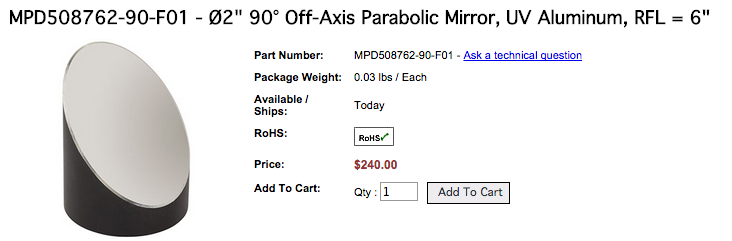 MPD508762-90-F01 - Ø2" 90° Off-Axis Parabolic Mirror, UV Aluminum, RFL = 6"
Part Number: MPD508762-90-F01 - Ask a technical question
Package Weight: 0.03 lbs / Each
Available / Ships: Today
RoHS: RoHS✓
Price: $240.00
Add To Cart: Qty : 1 Add To Cart